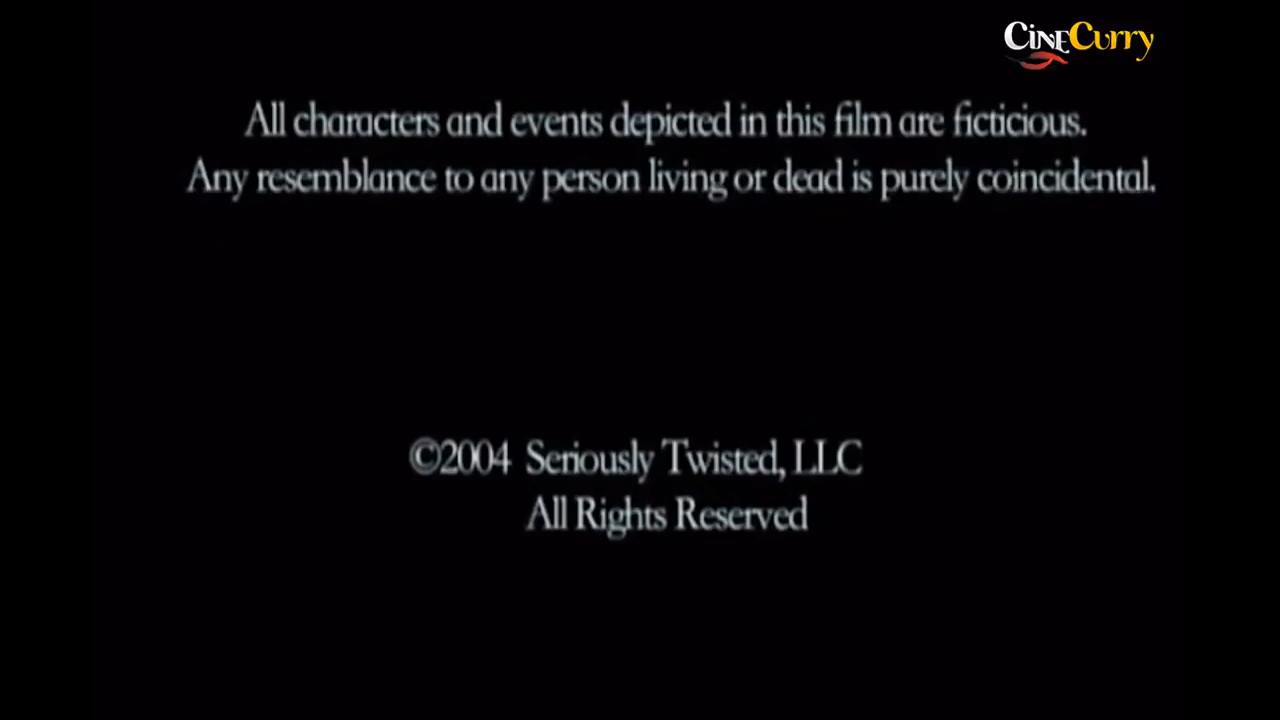 CineCurry
All characters and events depicted in this film are ficticious.
Any resemblance to any person living or dead is purely coincidental.
©2004 Seriously Twisted, LLC
All Rights Reserved